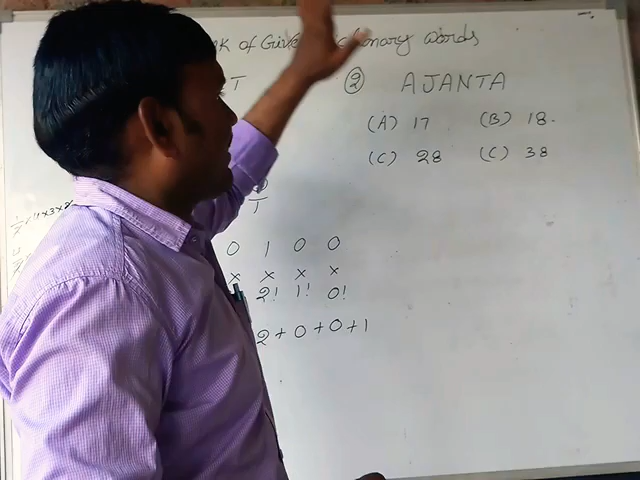 of Given Dictionary words
T
② AJANTA
(A) 17 (B) 18.
(C) 28 (C) 38
T
0 1 0 0
× × × ×
2! 1! 0!
2 + 0 + 0 + 1